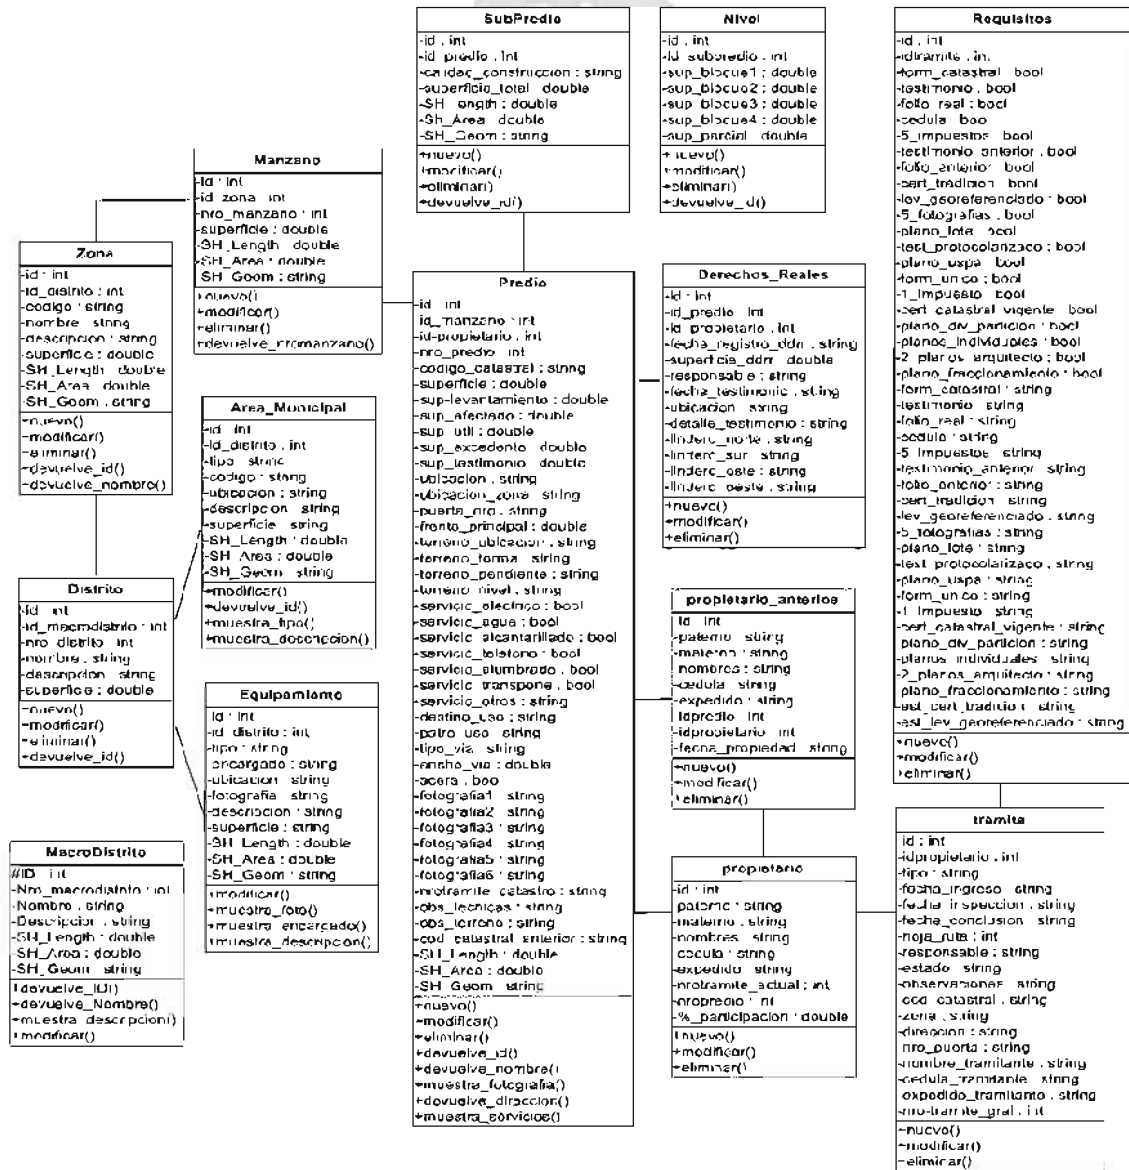 SubPredio
-id : int
-id_predio : int
-calidad_construccion : string
-superficie_total : double
-SH_Length : double
-SH_Area : double
-SH_Geom : string
+nuevo()
+modificar()
+eliminar()
+devuelve_id()
Nivel
-id : int
-id_subpredio : int
-sup_bloque1 : double
-sup_bloque2 : double
-sup_bloque3 : double
-sup_bloque4 : double
-sup_parcial : double
+nuevo()
+modificar()
+eliminar()
+devuelve_id()
Requisitos
-id : int
-idtramite : int
-form_catastral : bool
-testimonio : bool
-folio_real : bool
-cedula : bool
-5_impuestos : bool
-testimonio_anterior : bool
-folio_anterior : bool
-cert_tradicion : bool
-lev_georeferenciado : bool
-5_fotografias : bool
-plano_lote : bool
-test_protocolarizaco : bool
-plano_uspa : bool
-form_unico : bool
-1_impuesto : bool
-cert_catastral_vigente : bool
-plano_div_particion : bool
-planos_individuales : bool
-2_planos_arquitecto : bool
-plano_fraccionamiento : bool
-form_catastral : string
-testimonio : string
-folio_real : string
-cedula : string
-5_impuestos : string
-testimonio_anterior : string
-folio_anterior : string
-cert_tradicion : string
-lev_georeferenciado : string
-5_fotografias : string
-plano_lote : string
-test_protocolarizaco : string
-plano_uspa : string
-form_unico : string
-1_impuesto : string
-cert_catastral_vigente : string
-plano_div_particion : string
-planos_individuales : string
-2_planos_arquitecto : string
-plano_fraccionamiento : string
-est_cert_tradicion : string
-est_lev_georeferenciado : string
+nuevo()
+modificar()
+eliminar()
Manzano
-id : int
-id_zona : int
-nro_manzano : int
-superficie : double
-SH_Length : double
-SH_Area : double
-SH_Geom : string
+nuevo()
+modificar()
+eliminar()
+devuelve_nromanzano()
Zona
-id : int
-id_distrito : int
-codigo : string
-nombre : string
-descripcion : string
-superficie : double
-SH_Length : double
-SH_Area : double
-SH_Geom : string
+nuevo()
+modificar()
+eliminar()
+devuelve_id()
+devuelve_nombre()
Predio
-id : int
-id_manzano : int
-id-propietario : int
-nro_predio : int
-codigo_catastral : string
-superficie : double
-sup-levantamiento : double
-sup_afectado : double
-sup_util : double
-sup_excedente : double
-sup_testimonio : double
-ubicacion : string
-ubicacion_zona : string
-puerta_nro : string
-frente_principal : double
-terreno_ubicacion : string
-terreno_forma : string
-terreno_pendiente : string
-terreno_nivel : string
-servicio_electrico : bool
-servicio_agua : bool
-servicio_alcantarillado : bool
-servicio_telefono : bool
-servicio_alumbrado : bool
-servicio_transporte : bool
-servicio_otros : string
-destino_uso : string
-patro_uso : string
-tipo_via : string
-ancho_via : double
-acera : bool
-fotografia1 : string
-fotografia2 : string
-fotografia3 : string
-fotografia4 : string
-fotografia5 : string
-fotografia6 : string
-nrotramite_catastro : string
-obs_tecnicas : string
-obs_terreno : string
-cod_catastral_anterior : string
-SH_Length : double
-SH_Area : double
-SH_Geom : string
+nuevo()
+modificar()
+eliminar()
+devuelve_id()
+devuelve_nombre()
+muestra_fotografia()
+devuelve_direccion()
+muestra_servicios()
Derechos_Reales
-id : int
-id_predio : int
-id_propietario : int
-fecha_registro_ddrr : string
-superficie_ddrr : double
-responsable : string
-fecha_testimonio : string
-ubicacion : string
-detalle_testimonio : string
-lindero_norte : string
-lindero_sur : string
-lindero_este : string
-lindero_oeste : string
+nuevo()
+modificar()
+eliminar()
Area_Municipal
-id : int
-id_distrito : int
-tipo : string
-codigo : string
-ubicacion : string
-descripcion : string
-superficie : string
-SH_Length : double
-SH_Area : double
-SH_Geom : string
+modificar()
+devuelve_id()
+muestra_tipo()
+muestra_descripcion()
Distrito
-id : int
-id_macrodistrito : int
-nro_distrito : int
-nombre : string
-descripcion : string
-superficie : double
+nuevo()
+modificar()
+eliminar()
+devuelve_id()
propietario_anterios
-id : int
-paterno : string
-materno : string
-nombres : string
-cedula : string
-expedido : string
-idpredio : int
-idpropietario : int
-fecha_propiedad : string
+nuevo()
+modificar()
+eliminar()
Equipamiento
-id : int
-id_distrito : int
-tipo : string
-encargado : string
-ubicacion : string
-fotografia : string
-descripcion : string
-superficie : string
-SH_Length : double
-SH_Area : double
-SH_Geom : string
+modificar()
+muestra_foto()
+muestra_encargado()
+muestra_descripcion()
MacroDistrito
#ID : int
-Nro_macrodistrito : int
-Nombre : string
-Descripcion : string
-SH_Length : double
-SH_Area : double
-SH_Geom : string
+devuelve_ID()
+devuelve_Nombre()
+muestra_descripcion()
+modificar()
propietario
-id : int
-paterno : string
-materno : string
-nombres : string
-cedula : string
-expedido : string
-nrotramite_actual : int
-nropredio : int
-%_participacion : double
+nuevo()
+modificar()
+eliminar()
tramite
-id : int
-idpropietario : int
-tipo : string
-fecha_ingreso : string
-fecha_inspeccion : string
-fecha_conclusion : string
-hoja_ruta : int
-responsable : string
-estado : string
-observaciones : string
-cod_catastral : string
-zona : string
-direccion : string
-nro_puerta : string
-nombre_tramitante : string
-cedula_tramitante : string
-expedido_tramitante : string
-nro-tramite_gral : int
+nuevo()
+modificar()
+eliminar()